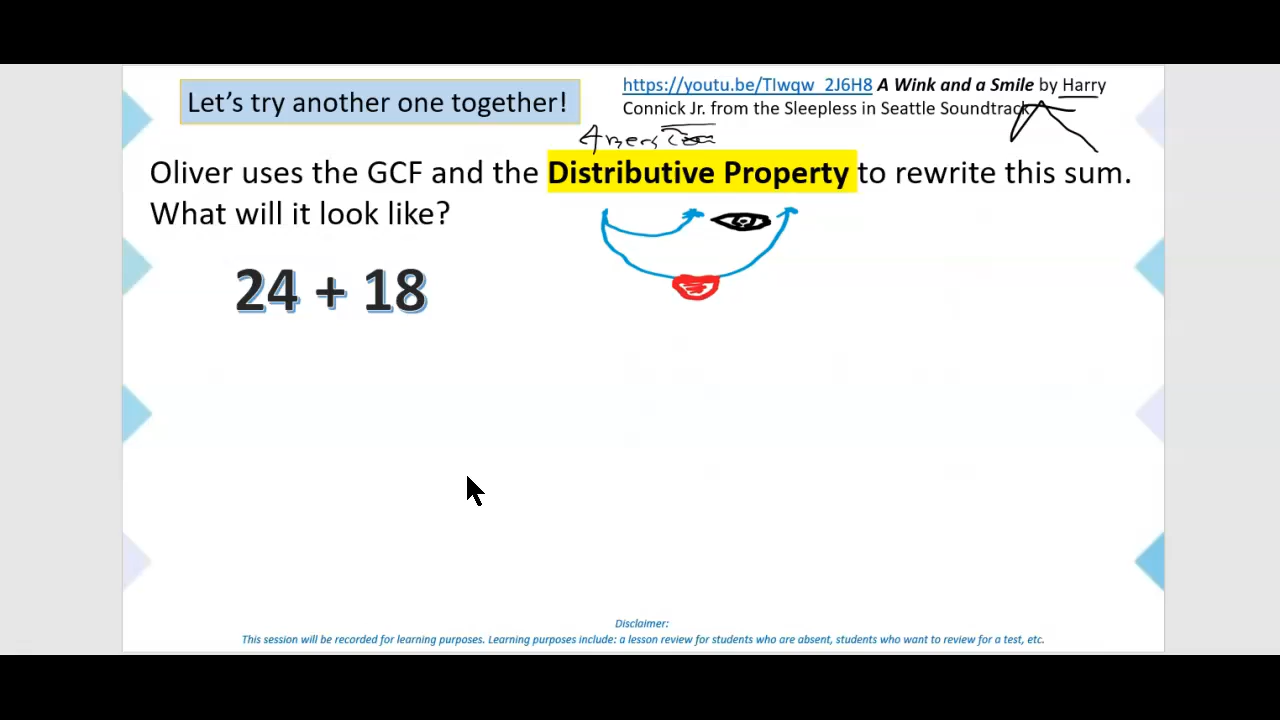 Let's try another one together!
https://youtu.be/TIwqw_2J6H8 A Wink and a Smile by Harry
Connick Jr. from the Sleepless in Seattle Soundtrack
Oliver uses the GCF and the Distributive Property to rewrite this sum.
What will it look like?
24 + 18
Disclaimer:
This session will be recorded for learning purposes. Learning purposes include: a lesson review for students who are absent, students who want to review for a test, etc.